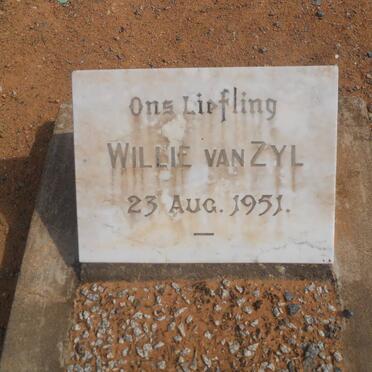 Ons Liefling
WILLIE VAN ZYL
23 AUG. 1951.